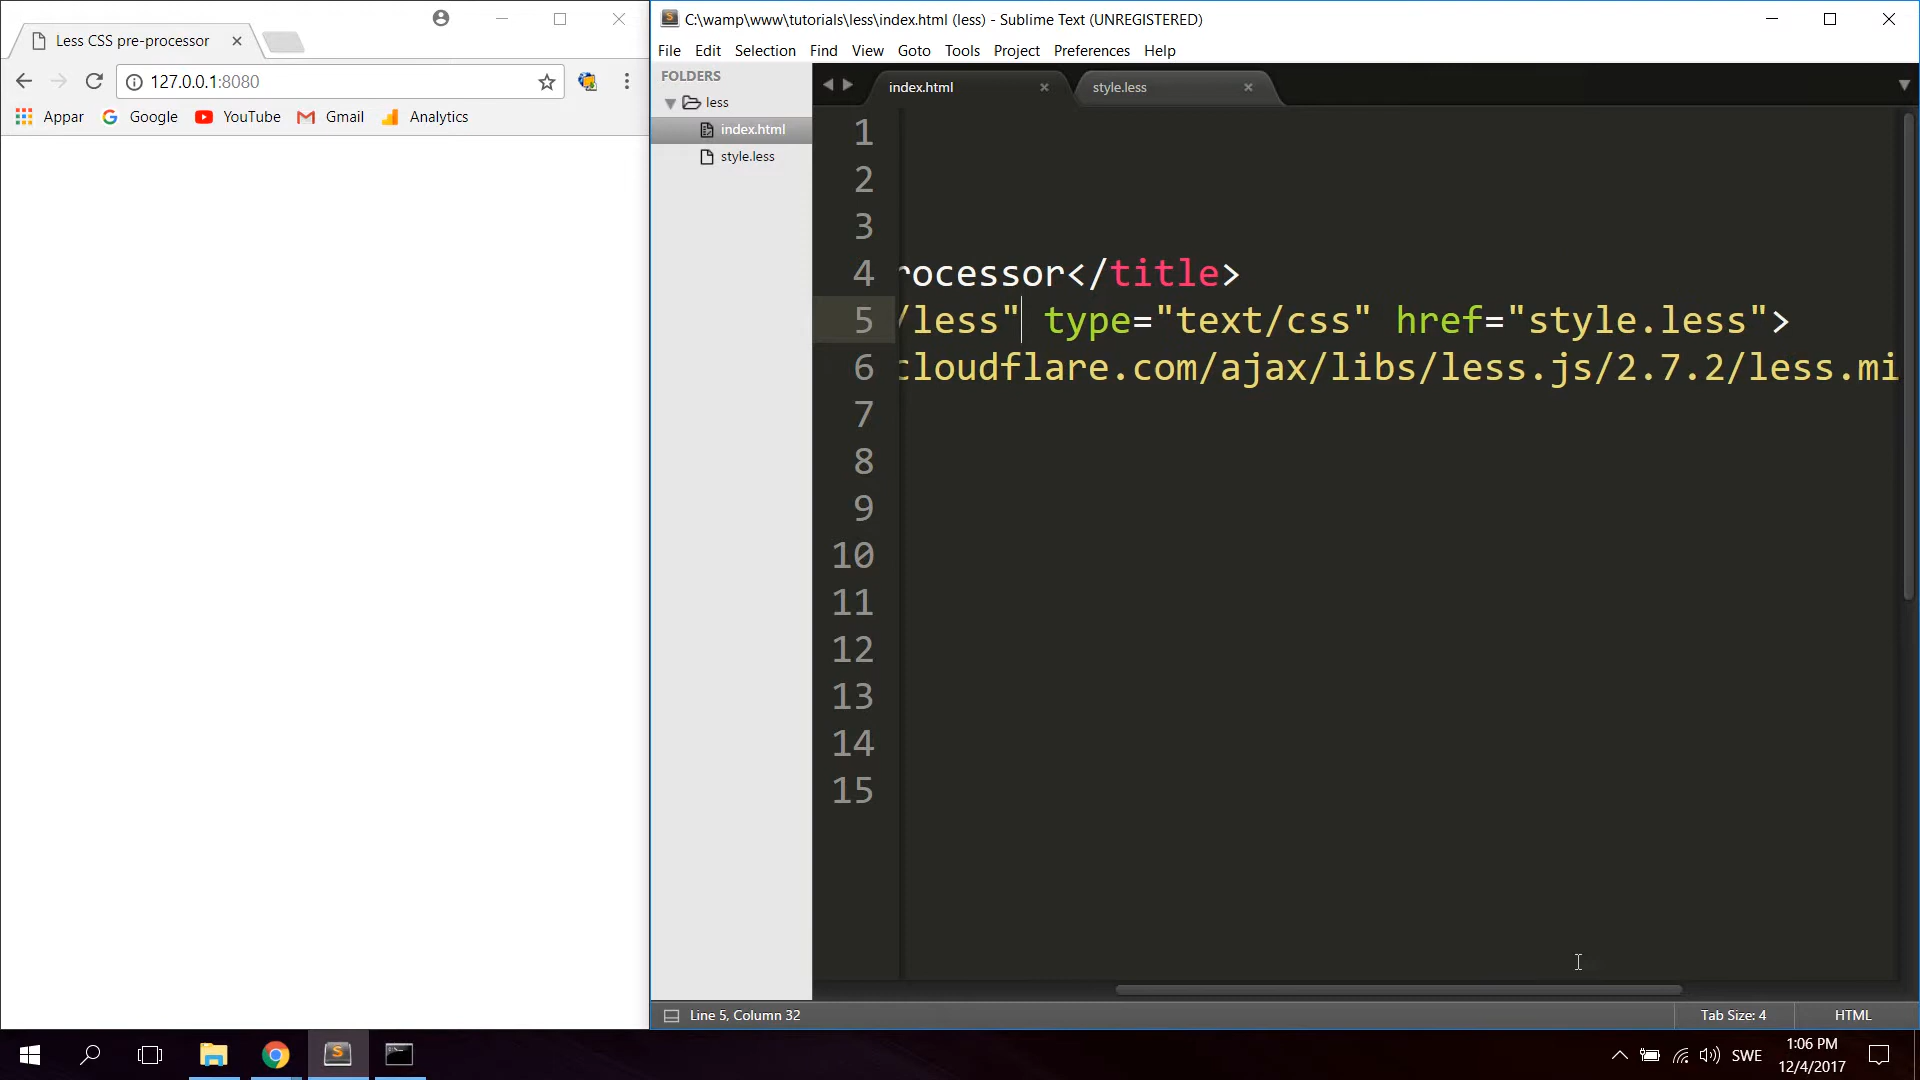 Less CSS pre-processor
127.0.0.1:8080
Appar Google YouTube Gmail Analytics
C:\wamp\www\tutorials\less\index.html (less) - Sublime Text (UNREGISTERED)
File Edit Selection Find View Goto Tools Project Preferences Help
FOLDERS
less
index.html
style.less
index.html style.less
1
2
3
4 rocessor</title>
5 /less" type="text/css" href="style.less">
6 cloudflare.com/ajax/libs/less.js/2.7.2/less.mi
7
8
9
10
11
12
13
14
15
Line 5, Column 32 Tab Size: 4 HTML
SWE
1:06 PM
12/4/2017